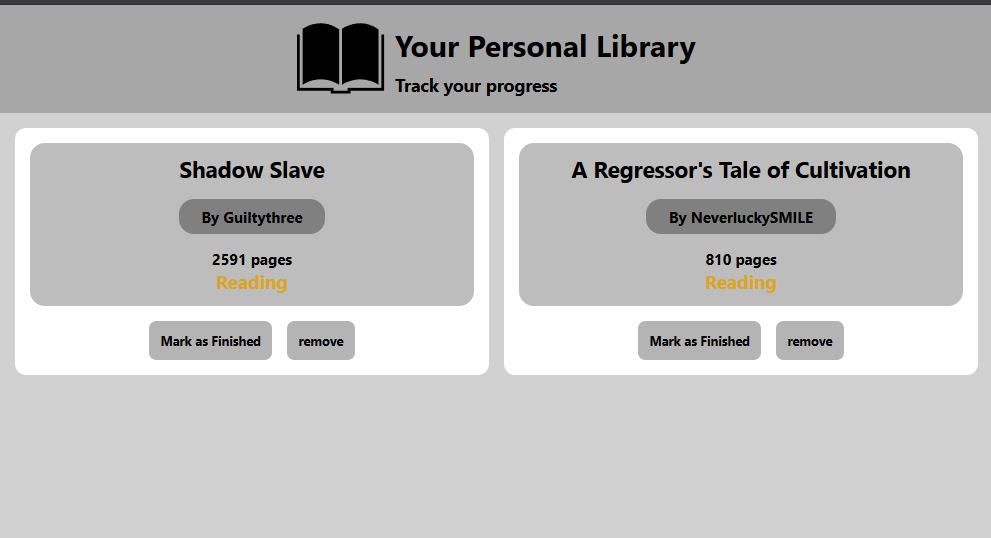 Your Personal Library
Track your progress
Shadow Slave
By Guiltythree
2591 pages
Reading
Mark as Finished remove
A Regressor's Tale of Cultivation
By NeverluckySMILE
810 pages
Reading
Mark as Finished remove